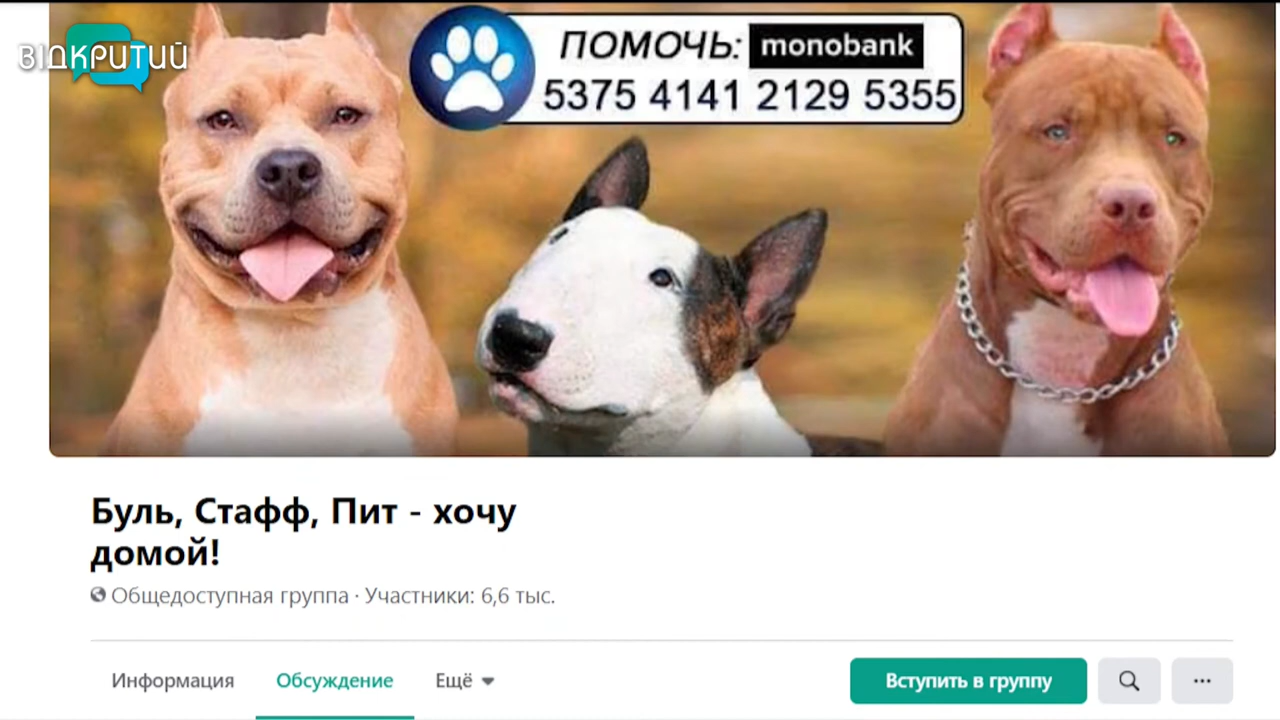 ВІДКРИТИЙ
ПОМОЧЬ: monobank
5375 4141 2129 5355
Буль, Стафф, Пит - хочу
домой!
Общедоступная группа · Участники: 6,6 тыс.
Информация Обсуждение Ещё Вступить в группу